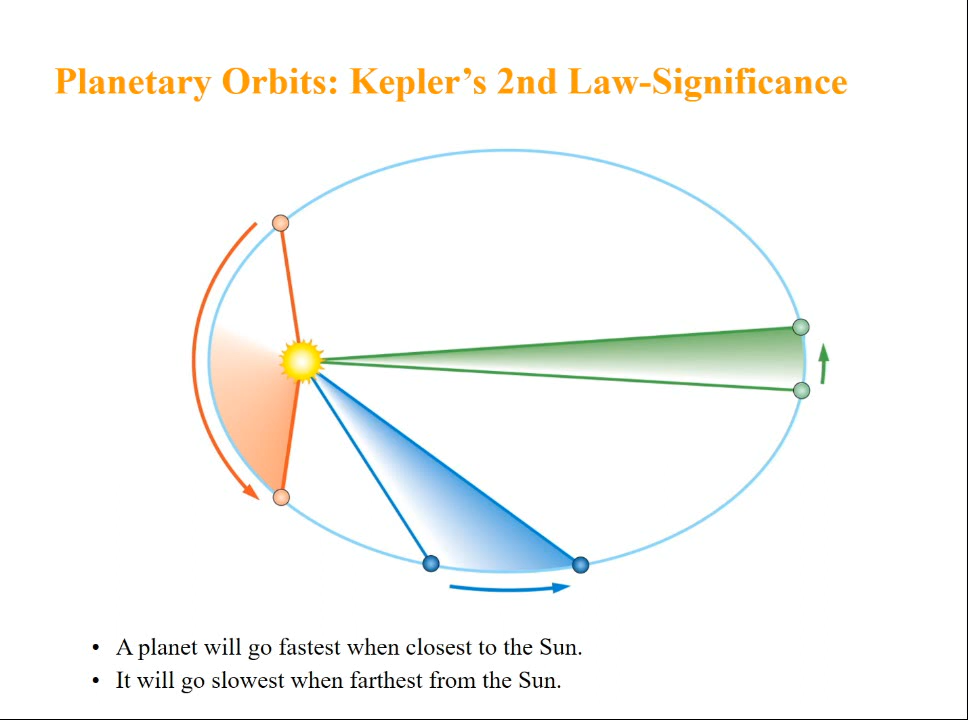 Planetary Orbits: Kepler’s 2nd Law-Significance
• A planet will go fastest when closest to the Sun.
• It will go slowest when farthest from the Sun.